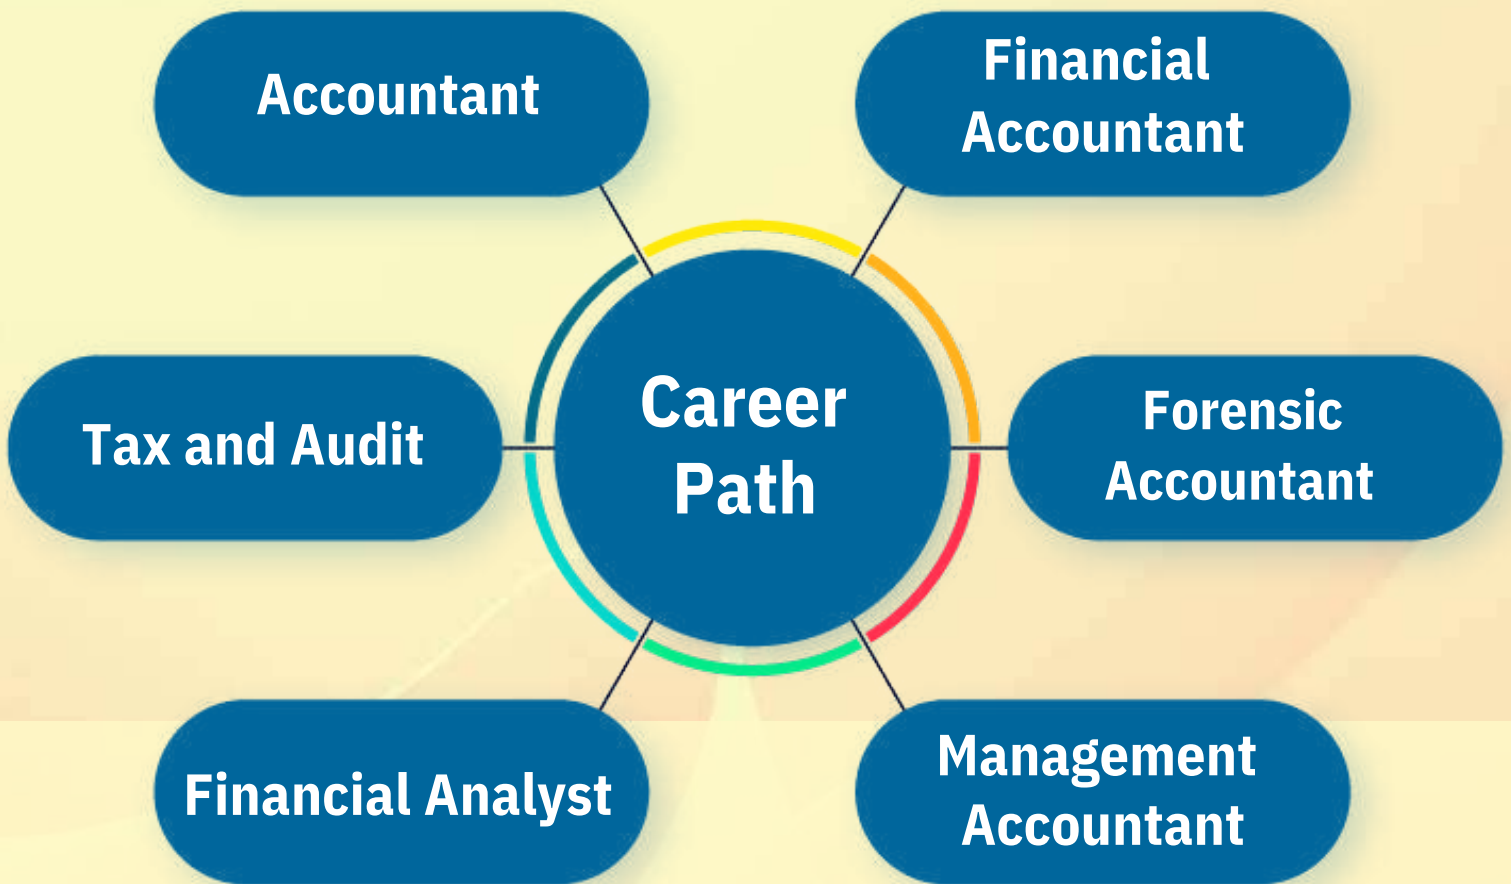 Accountant
Financial
Accountant
Career
Path
Tax and Audit
Forensic
Accountant
Financial Analyst
Management
Accountant